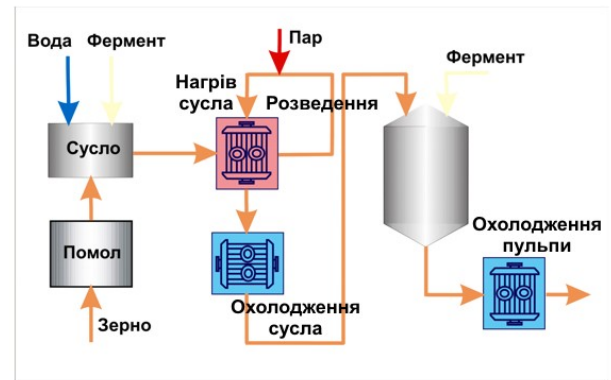 Вода
Фермент
Пар
Фермент
Нагрів
сусла
Розведення
Сусло
Помол
Охолодження
пульпи
Охолодження
сусла
Зерно